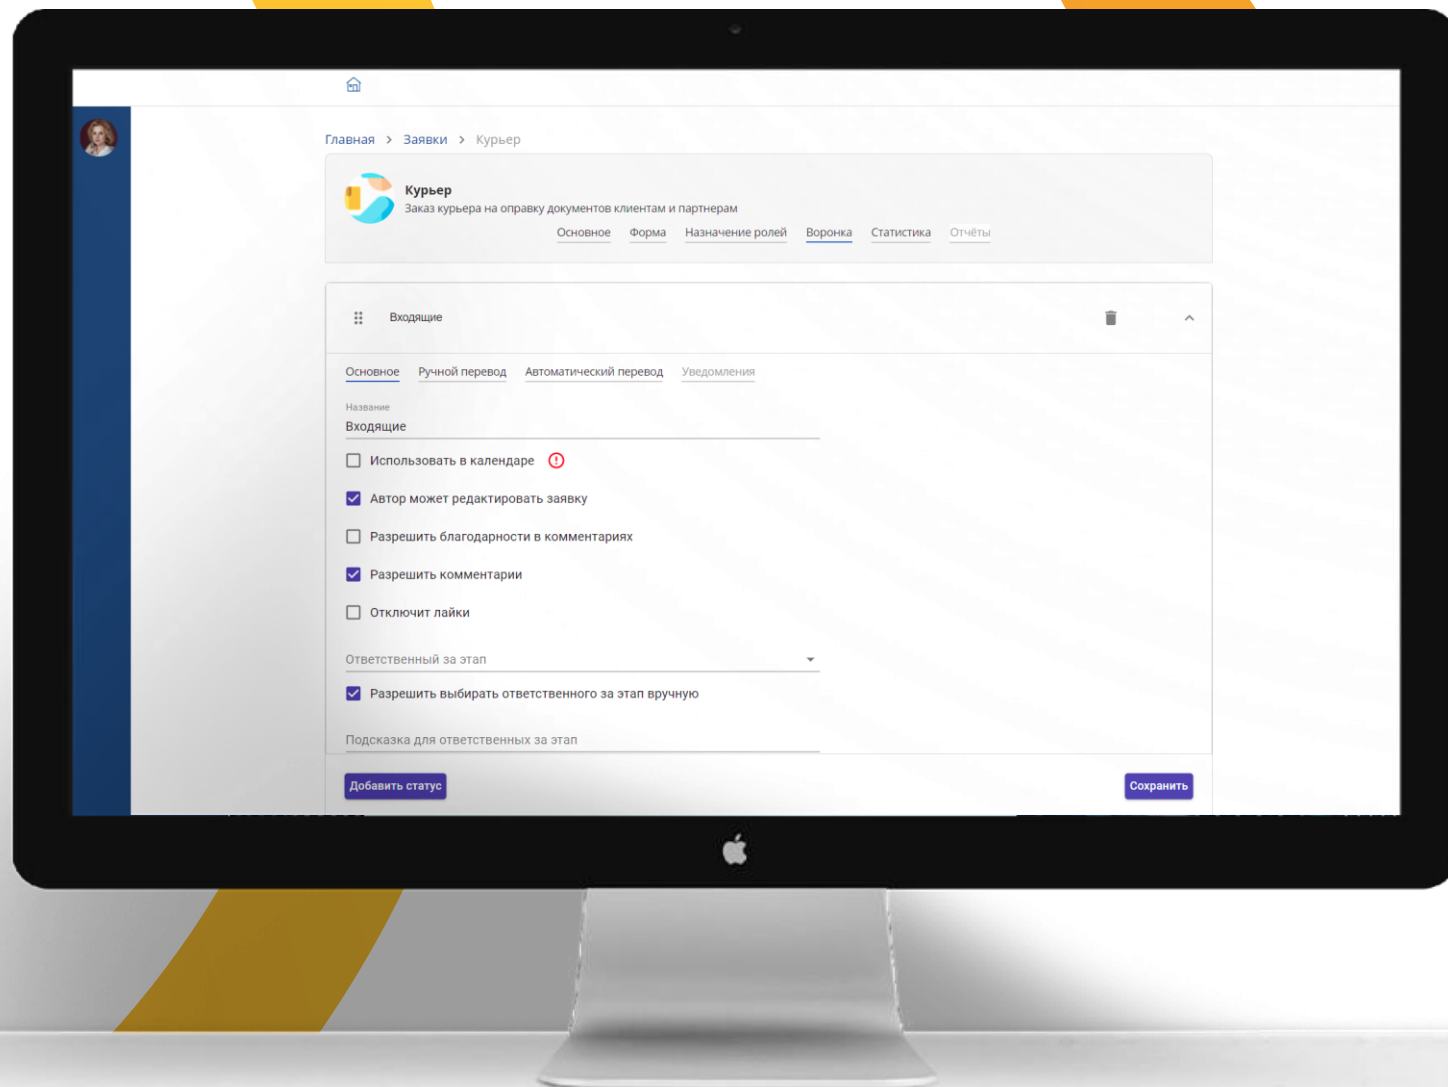 Главная > Заявки > Курьер
Курьер
Заказ курьера на оправку документов клиентам и партнерам
Основное Форма Назначение ролей Воронка Статистика Отчёты
Входящие
Основное Ручной перевод Автоматический перевод Уведомления
Название
Входящие
Использовать в календаре
Автор может редактировать заявку
Разрешить благодарности в комментариях
Разрешить комментарии
Отключит лайки
Ответственный за этап
Разрешить выбирать ответственного за этап вручную
Подсказка для ответственных за этап
Добавить статус Сохранить